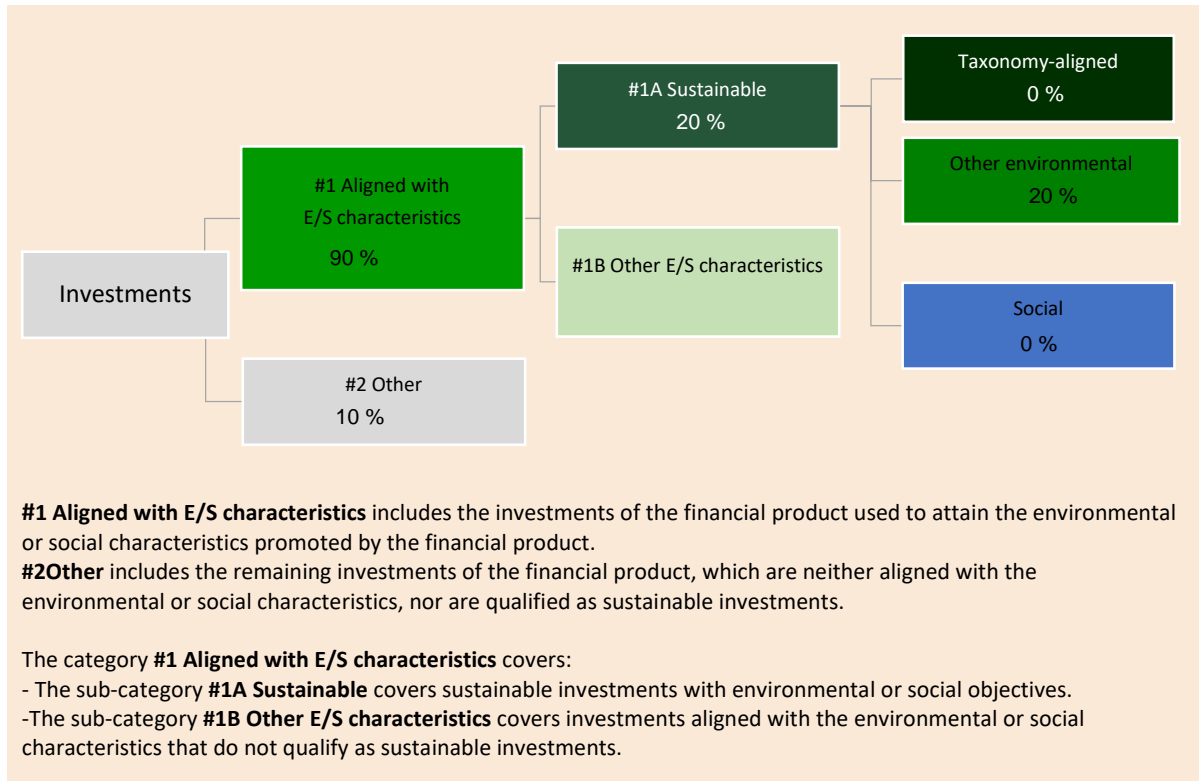 Investments
#1 Aligned with
E/S characteristics
90 %
#2 Other
10 %
#1A Sustainable
20 %
#1B Other E/S characteristics
Taxonomy-aligned
0 %
Other environmental
20 %
Social
0 %
#1 Aligned with E/S characteristics includes the investments of the financial product used to attain the environmental
or social characteristics promoted by the financial product.
#2Other includes the remaining investments of the financial product, which are neither aligned with the
environmental or social characteristics, nor are qualified as sustainable investments.
The category #1 Aligned with E/S characteristics covers:
- The sub-category #1A Sustainable covers sustainable investments with environmental or social objectives.
-The sub-category #1B Other E/S characteristics covers investments aligned with the environmental or social
characteristics that do not qualify as sustainable investments.